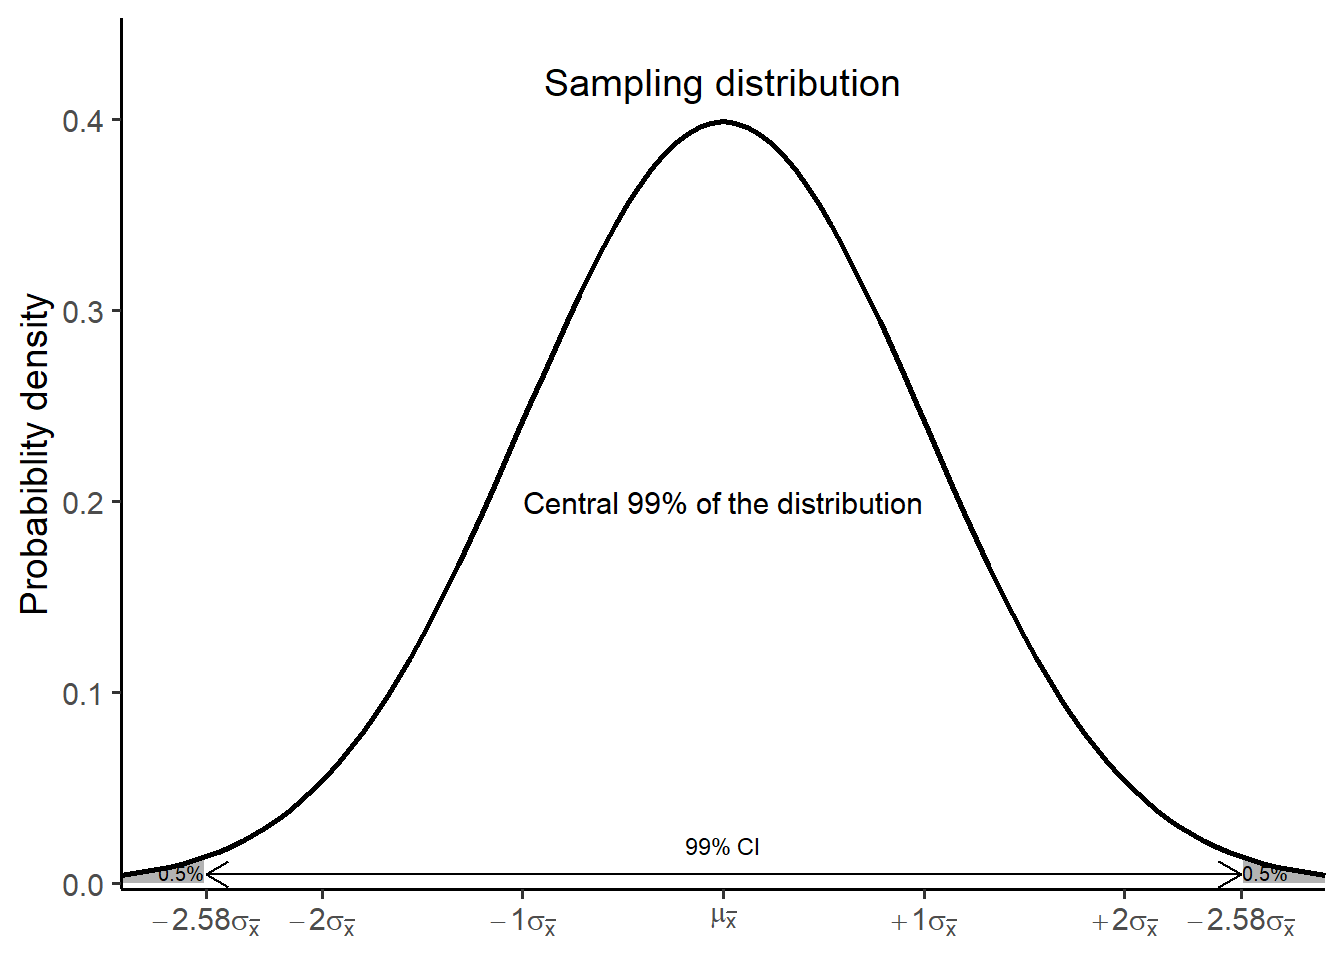 Sampling distribution
Probabiblity density
0.4
0.3
0.2
0.1
0.0
Central 99% of the distribution
99% CI
0.5%
0.5%
−2.58σx̅
−2σx̅
−1σx̅
μx̅
+1σx̅
+2σx̅
−2.58σx̅